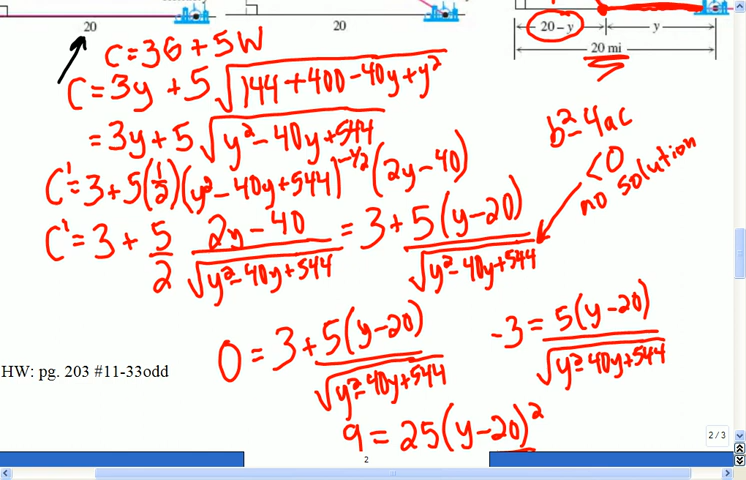 20
20
20-y
y
20 mi
C = 3G + 5W
C = 3y + 5√(144+400-40y+y²)
= 3y + 5√(y²-40y+544)
b²-4ac
<0
no solution
C' = 3 + 5(1/2)(y²-40y+544)^(-1/2) (2y-40)
C' = 3 + 5/2 (2y-40)/√(y²-40y+544) = 3 + 5(y-20)/√(y²-40y+544)
0 = 3 + 5(y-20)/√(y²-40y+544)
-3 = 5(y-20)/√(y²-40y+544)
HW: pg. 203 #11-33odd
9 = 25(y-20)²
2
2/3